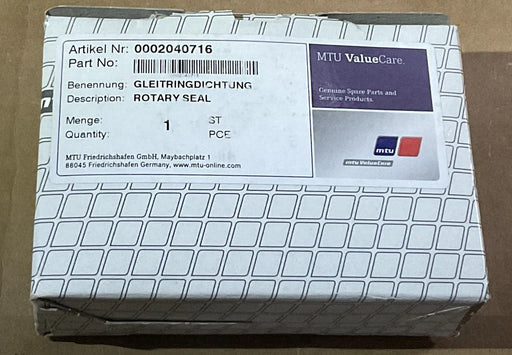 Artikel Nr: 0002040716
Part No:
Benennung: GLEITRINGDICHTUNG
Description: ROTARY SEAL
Menge: 1 ST
Quantity: PCE
MTU Friedrichshafen GmbH, Maybachplatz 1
88045 Friedrichshafen Germany, www.mtu-online.com
MTU ValueCare.
Genuine Spare Parts and
Service Products.
mtu
mtu ValueCare